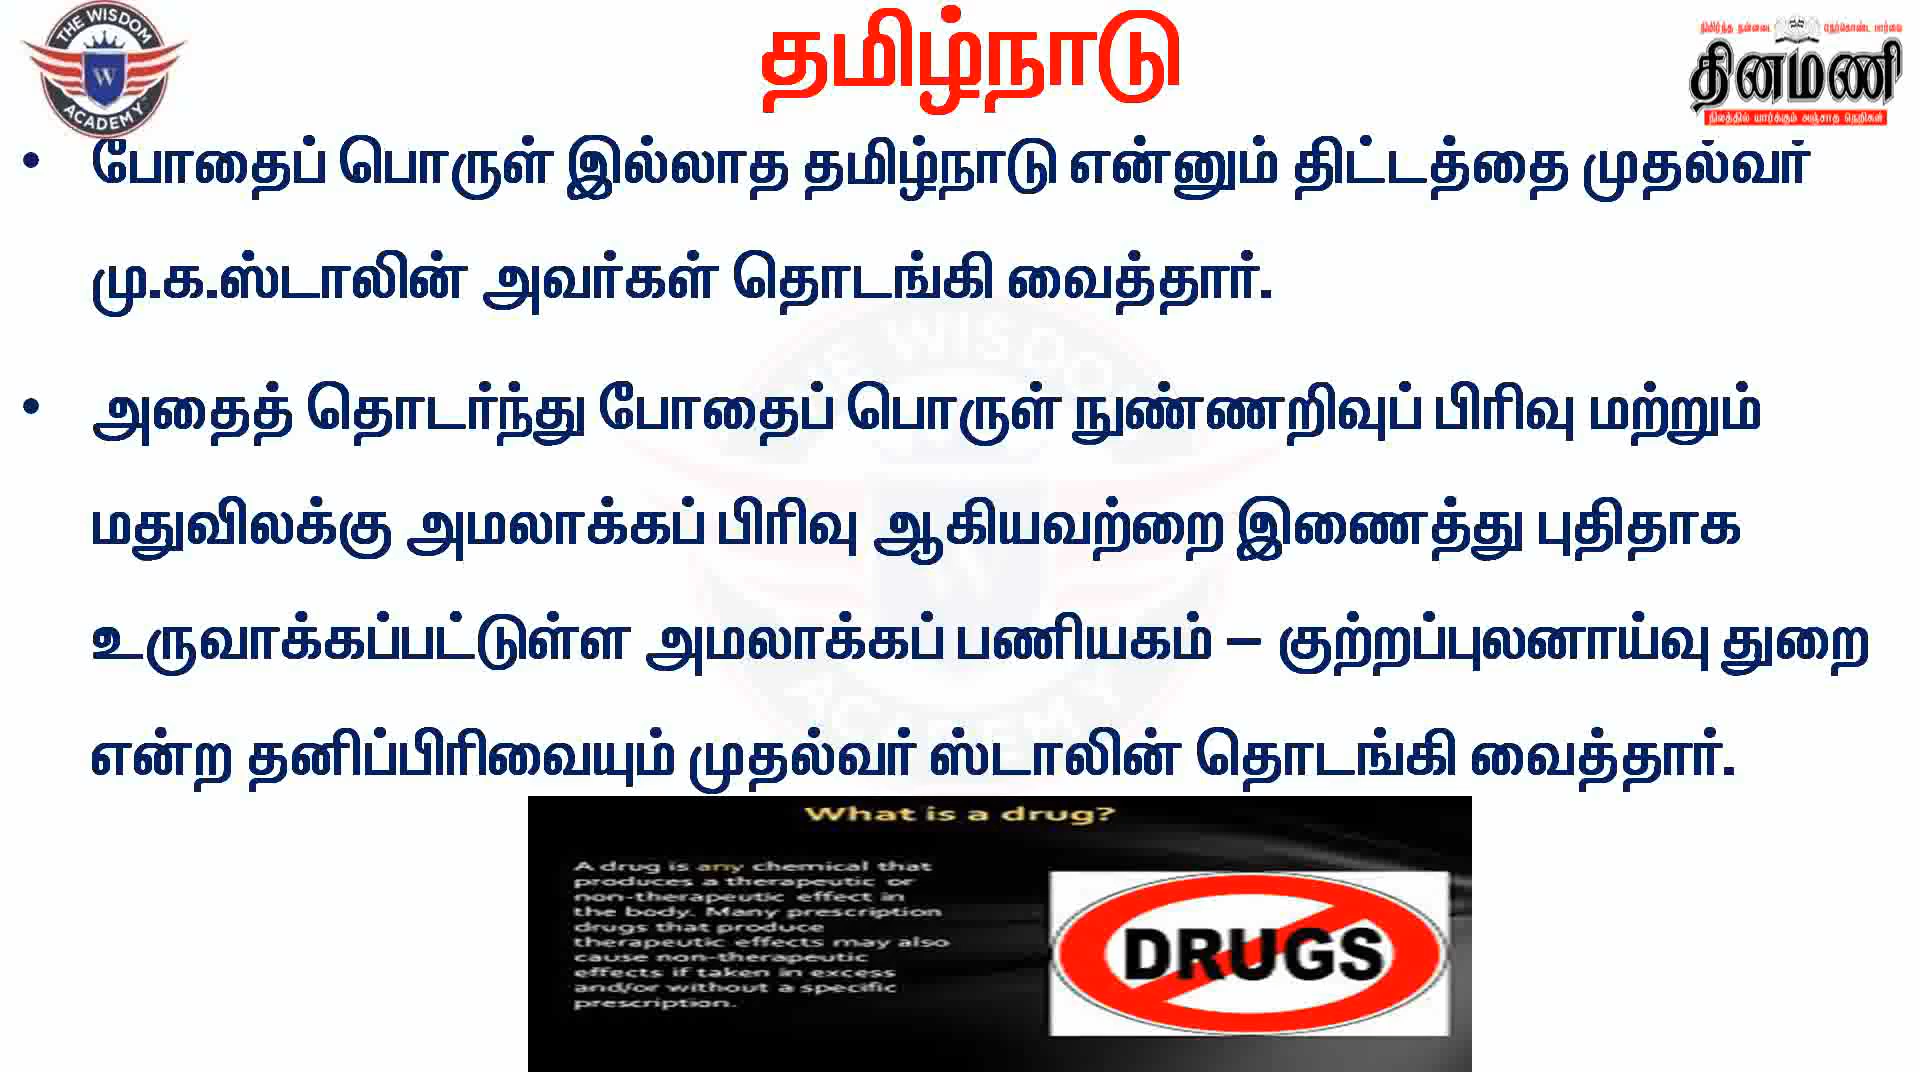 THE WISDOM ACADEMY
W
தமிழ்நாடு
தினமணி
நிலத்தில் யார்க்கும் அஞ்சாத நெறிகள்
• போதைப் பொருள் இல்லாத தமிழ்நாடு என்னும் திட்டத்தை முதல்வர்
மு.க.ஸ்டாலின் அவர்கள் தொடங்கி வைத்தார்.
• அதைத் தொடர்ந்து போதைப் பொருள் நுண்ணறிவுப் பிரிவு மற்றும்
மதுவிலக்கு அமலாக்கப் பிரிவு ஆகியவற்றை இணைத்து புதிதாக
உருவாக்கப்பட்டுள்ள அமலாக்கப் பணியகம் – குற்றப்புலனாய்வு துறை
என்ற தனிப்பிரிவையும் முதல்வர் ஸ்டாலின் தொடங்கி வைத்தார்.
What is a drug?
A drug is any chemical that
produces a therapeutic or
non-therapeutic effect in
the body. Many prescription
drugs that produce
therapeutic effects may also
cause non-therapeutic
effects if taken in excess
and/or without a specific
prescription.
DRUGS